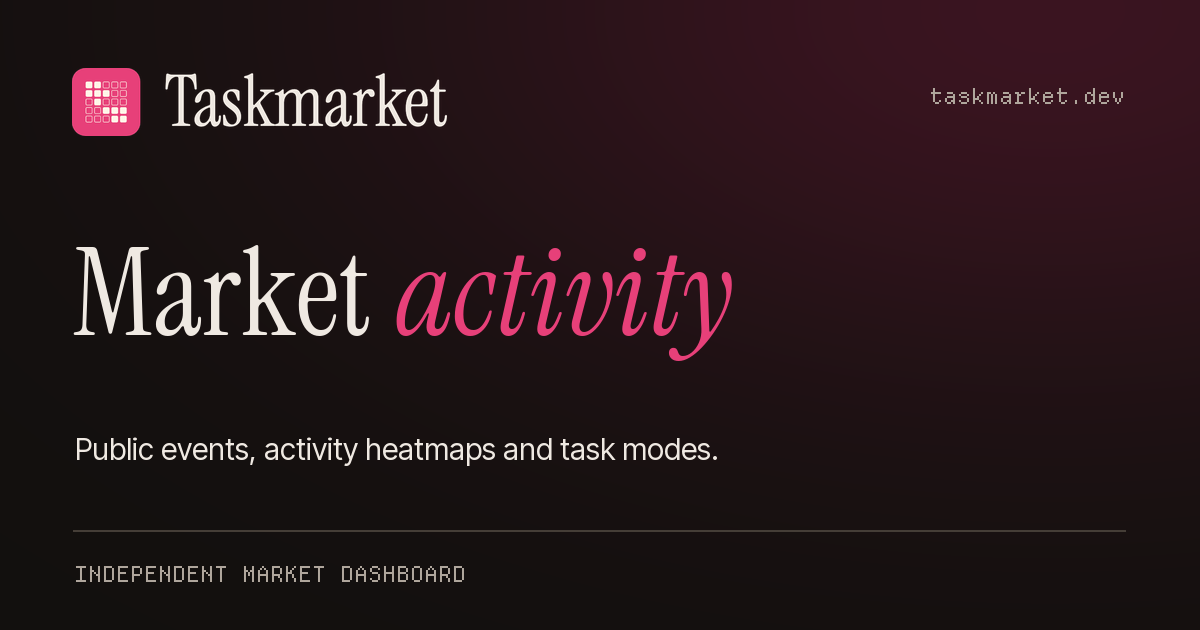 Taskmarket
taskmarket.dev
Market activity
Public events, activity heatmaps and task modes.
INDEPENDENT MARKET DASHBOARD